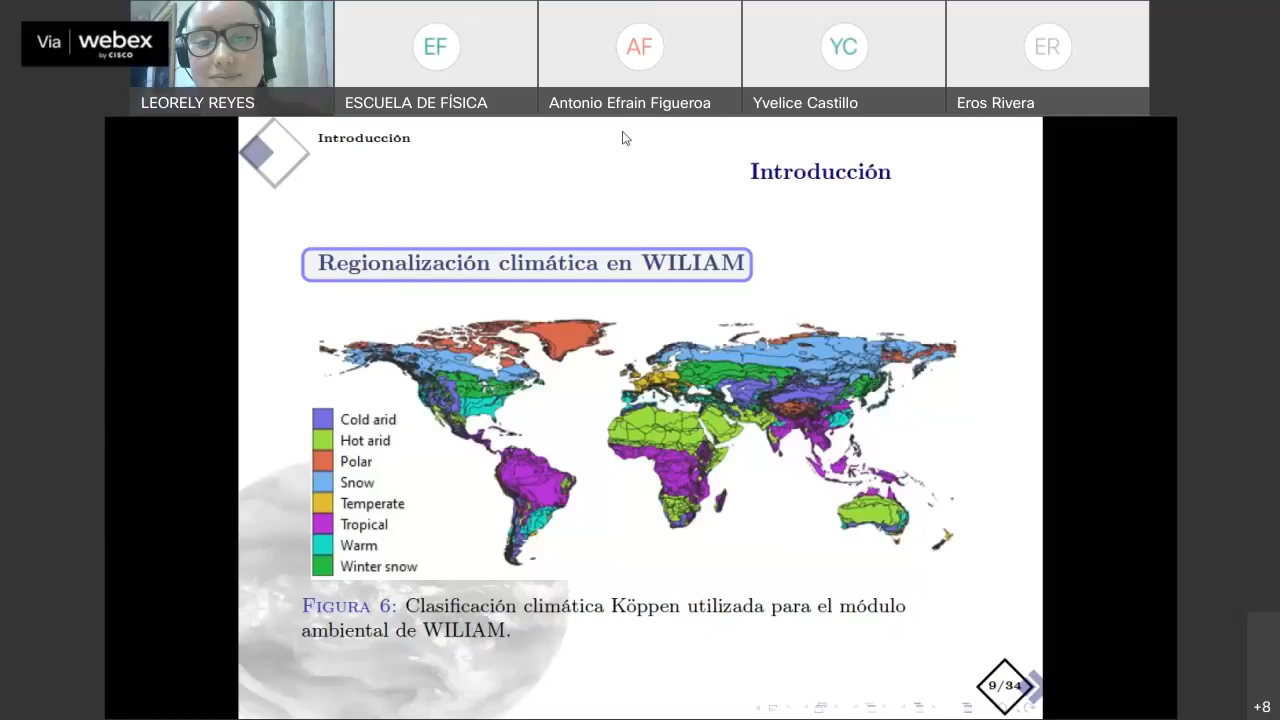 Via webex
by CISCO
EF
AF
YC
ER
LEORELY REYES
ESCUELA DE FÍSICA
Antonio Efrain Figueroa
Yvelice Castillo
Eros Rivera
Introducción
Introducción
Regionalización climática en WILIAM
Cold arid
Hot arid
Polar
Snow
Temperate
Tropical
Warm
Winter snow
FIGURA 6: Clasificación climática Köppen utilizada para el módulo
ambiental de WILIAM.
9/34
+8